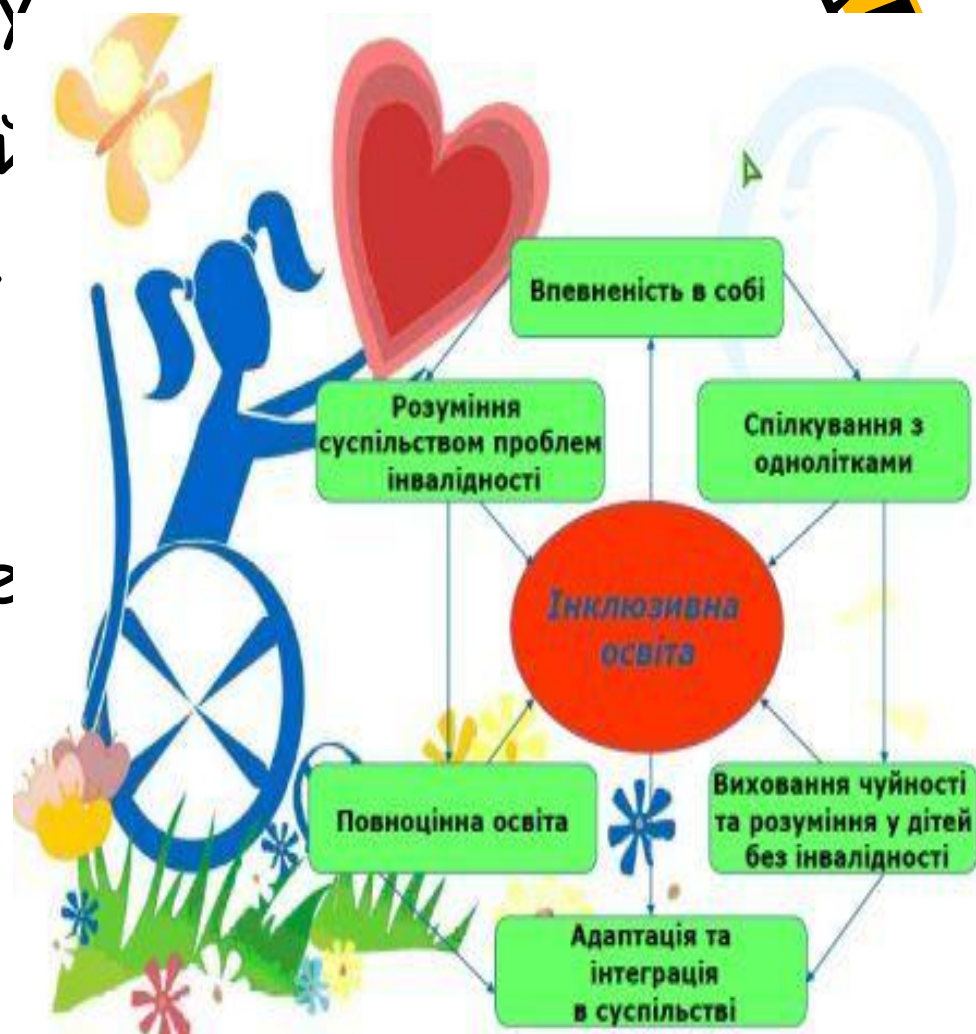 у
й
е
Впевненість в собі
Розуміння
суспільством проблем
інвалідності
Спілкування з
однолітками
Інклюзивна
освіта
Повноцінна освіта
Виховання чуйності
та розуміння у дітей
без інвалідності
Адаптація та
інтеграція
в суспільстві